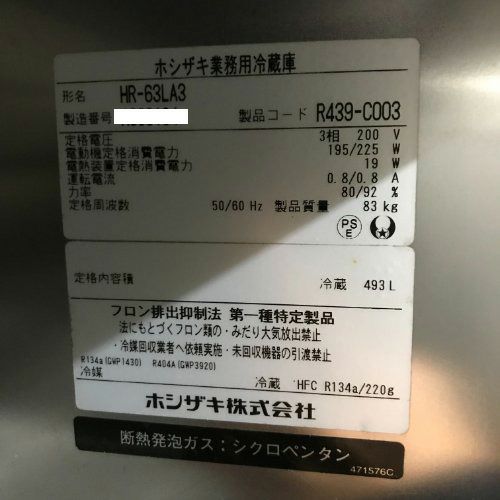 ホシザキ業務用冷蔵庫
形名 HR-63LA3
製造番号 製品コード R439-C003
定格電圧 3相 200 V
電動機定格消費電力 195/225 W
電熱装置定格消費電力 19 W
運転電流 0.8/0.8 A
力率 80/92 %
定格周波数 50/60 Hz 製品質量 83 kg
PS
E
定格内容積 冷蔵 493 L
フロン排出抑制法 第一種特定製品
法にもとづくフロン類の・みだり大気放出禁止
・冷媒回収業者へ依頼実施・未回収機器の引渡禁止
R134a(GWP1430) R404A(GWP3920)
冷媒 冷蔵 HFC R134a/220g
ホシザキ株式会社
断熱発泡ガス：シクロペンタン
471576C